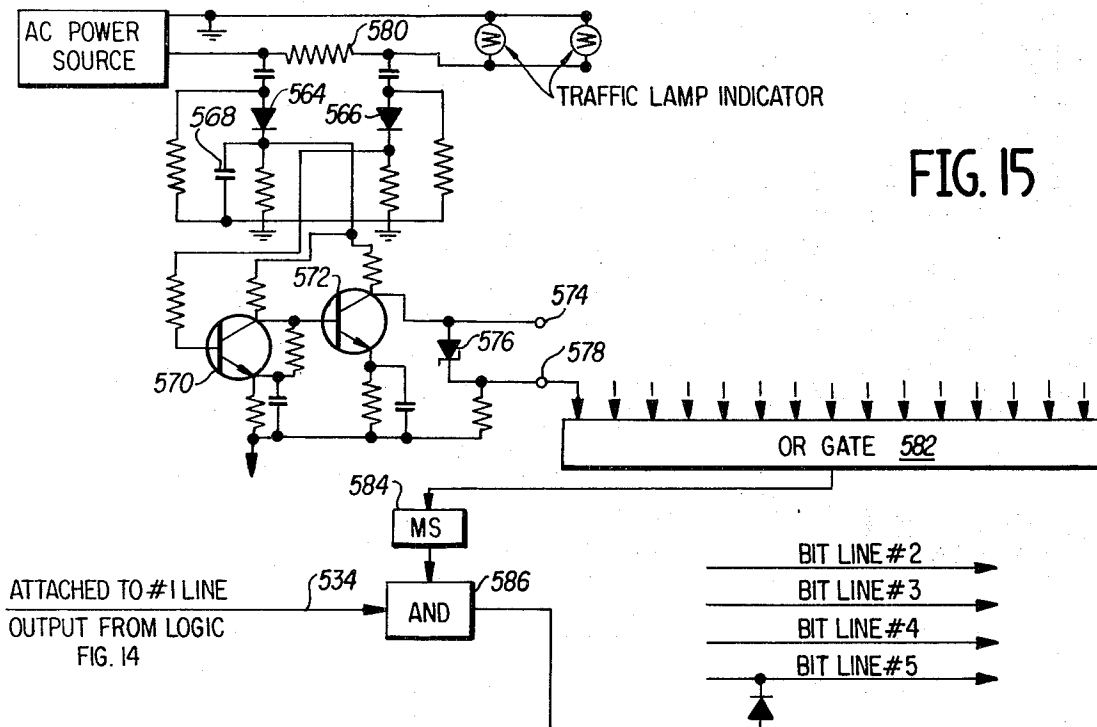 AC POWER
SOURCE
580
TRAFFIC LAMP INDICATOR
564
566
568
FIG. 15
572
574
576
578
570
OR GATE 582
584
MS
BIT LINE #2
534
586
ATTACHED TO #1 LINE
AND
BIT LINE #3
OUTPUT FROM LOGIC
FIG. 14
BIT LINE #4
BIT LINE #5